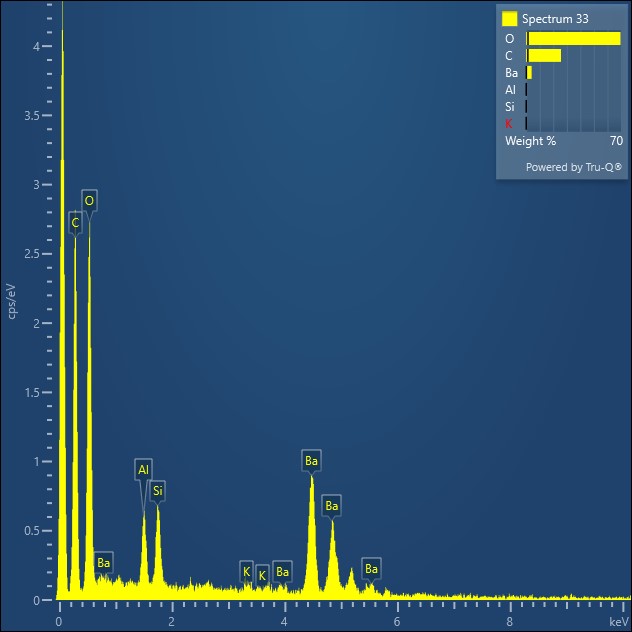 Spectrum 33
O
C
Ba
Al
Si
K
Weight % 70
Powered by Tru-Q®
cps/eV
4
3.5
3
2.5
2
1.5
1
0.5
0
C
O
Ba
Al
Si
K
K
Ba
Ba
Ba
Ba
0 2 4 6 8 keV